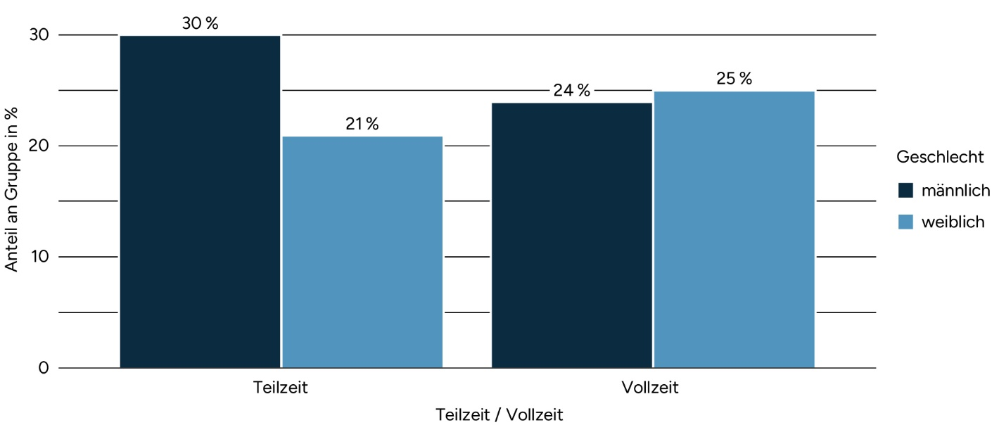 30 %
30
25 %
24 %
21 %
20
Anteil an Gruppe in %
Geschlecht
männlich
weiblich
10
0
Teilzeit
Vollzeit
Teilzeit / Vollzeit